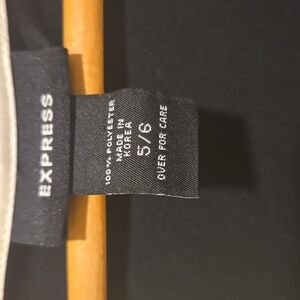 EXPRESS
100% POLYESTER
MADE IN
KOREA
5/6
OVER FOR CARE